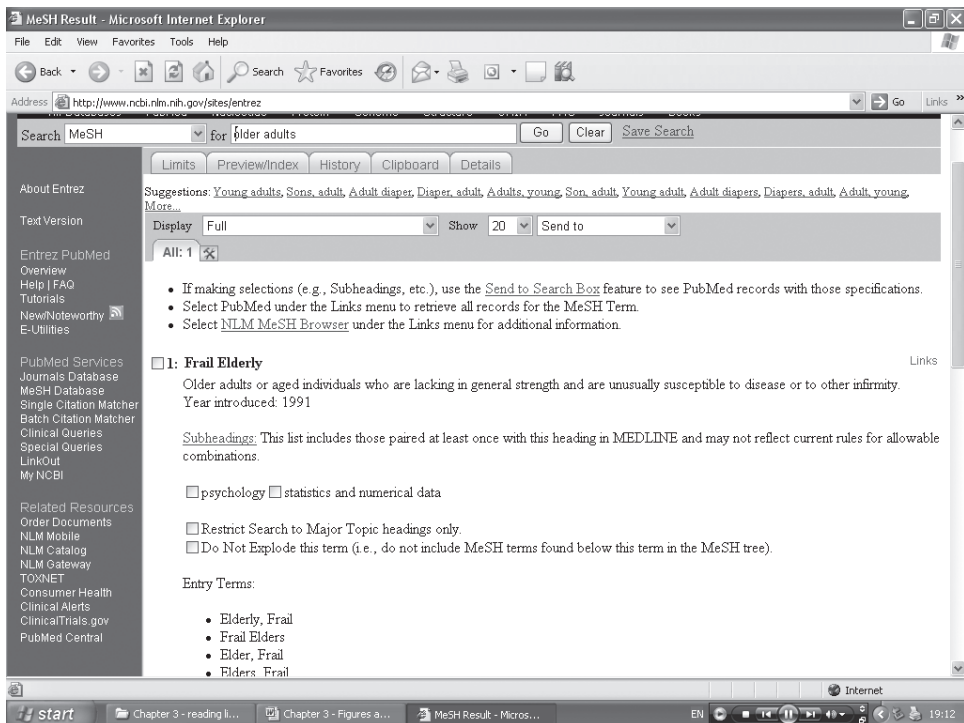 MeSH Result - Microsoft Internet Explorer
File Edit View Favorites Tools Help
Back Search Favorites
Address http://www.ncbi.nlm.nih.gov/sites/entrez Go Links »
Search MeSH for older adults Go Clear Save Search
Limits Preview/Index History Clipboard Details
About Entrez
Text Version
Entrez PubMed
Overview
Help | FAQ
Tutorials
New/Noteworthy
E-Utilities
PubMed Services
Journals Database
MeSH Database
Single Citation Matcher
Batch Citation Matcher
Clinical Queries
Special Queries
LinkOut
My NCBI
Related Resources
Order Documents
NLM Mobile
NLM Catalog
NLM Gateway
TOXNET
Consumer Health
Clinical Alerts
ClinicalTrials.gov
PubMed Central
Suggestions: Young adults, Sons, adult, Adult diaper, Diaper, adult, Adults, young, Son, adult, Young adult, Adult diapers, Diapers, adult, Adult, young,
More...
Display Full Show 20 Send to
All: 1
• If making selections (e.g., Subheadings, etc.), use the Send to Search Box feature to see PubMed records with those specifications.
• Select PubMed under the Links menu to retrieve all records for the MeSH Term.
• Select NLM MeSH Browser under the Links menu for additional information.
1: Frail Elderly Links
Older adults or aged individuals who are lacking in general strength and are unusually susceptible to disease or to other infirmity.
Year introduced: 1991
Subheadings: This list includes those paired at least once with this heading in MEDLINE and may not reflect current rules for allowable
combinations.
psychology statistics and numerical data
Restrict Search to Major Topic headings only.
Do Not Explode this term (i.e., do not include MeSH terms found below this term in the MeSH tree).
Entry Terms:
• Elderly, Frail
• Frail Elders
• Elder, Frail
• Elders, Frail
Internet
start Chapter 3 - reading li... Chapter 3 - Figures a... MeSH Result - Micros... EN 19:12